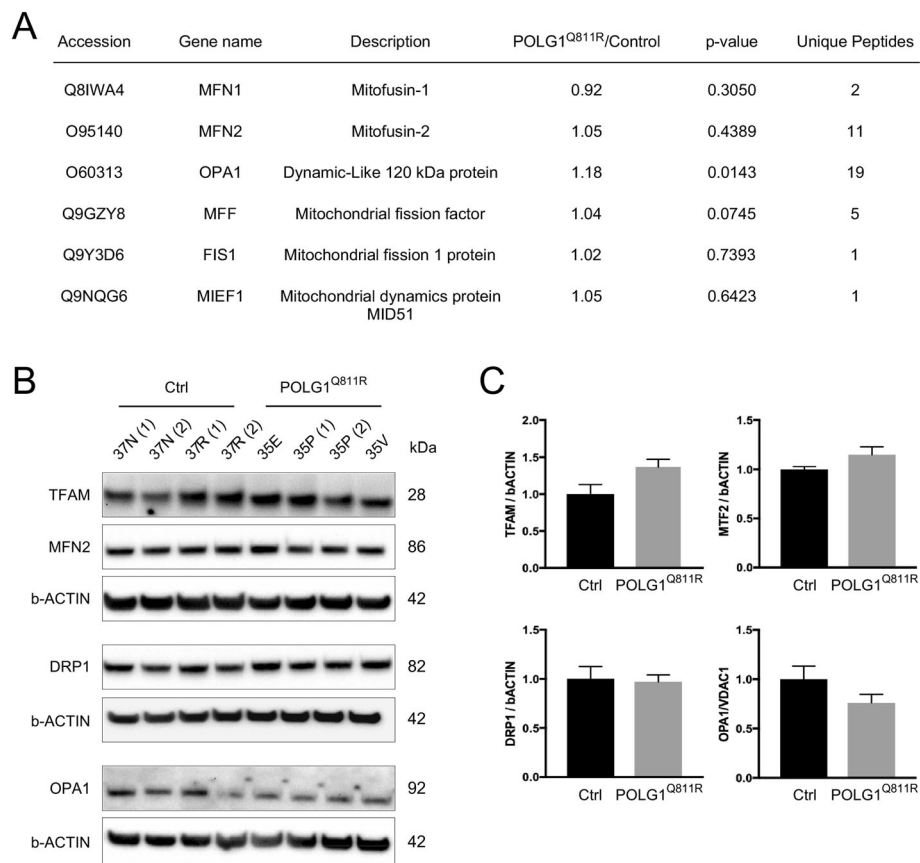 A
Accession Gene name Description POLG1Q811R/Control p-value Unique Peptides
Q8IWA4 MFN1 Mitofusin-1 0.92 0.3050 2
O95140 MFN2 Mitofusin-2 1.05 0.4389 11
O60313 OPA1 Dynamic-Like 120 kDa protein 1.18 0.0143 19
Q9GZY8 MFF Mitochondrial fission factor 1.04 0.0745 5
Q9Y3D6 FIS1 Mitochondrial fission 1 protein 1.02 0.7393 1
Q9NQG6 MIEF1 Mitochondrial dynamics protein 1.05 0.6423 1
MID51
B
Ctrl POLG1Q811R
37N (1) 37N (2) 37R (1) 37R (2) 35E 35P (1) 35P (2) 35V kDa
TFAM 28
MFN2 86
b-ACTIN 42
DRP1 82
b-ACTIN 42
OPA1 92
b-ACTIN 42
C
TFAM / bACTIN
2.0
1.5
1.0
0.5
0.0
Ctrl POLG1Q811R
MTF2 / bACTIN
1.5
1.0
0.5
0.0
Ctrl POLG1Q811R
DRP1 / bACTIN
1.5
1.0
0.5
0.0
Ctrl POLG1Q811R
OPA1/VDAC1
1.5
1.0
0.5
0.0
Ctrl POLG1Q811R